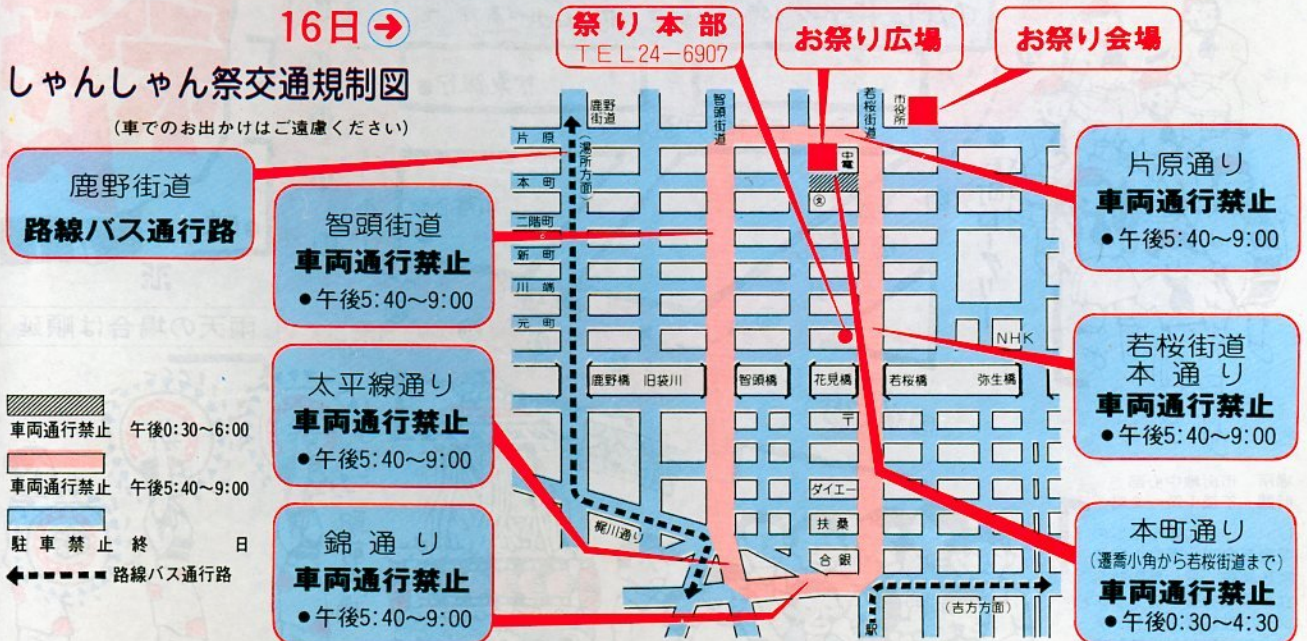 16日→
しゃんしゃん祭交通規制図
(車でのお出かけはご遠慮ください)
祭り本部
TEL24-6907
お祭り広場
お祭り会場
鹿野街道
路線バス通行路
智頭街道
車両通行禁止
●午後5:40~9:00
太平線通り
車両通行禁止
●午後5:40~9:00
錦通り
車両通行禁止
●午後5:40~9:00
片原通り
車両通行禁止
●午後5:40~9:00
若桜街道
本通り
車両通行禁止
●午後5:40~9:00
本町通り
(遷喬小角から若桜街道まで)
車両通行禁止
●午後0:30~4:30
車両通行禁止 午後0:30~6:00
車両通行禁止 午後5:40~9:00
駐車禁止 終日
路線バス通行路
鹿野街道
智頭街道
若桜街道
市役所
片原
本町
二階町
新町
川端
元町
(湯所方面)
中電
NHK
鹿野橋 旧袋川
智頭橋
花見橋
若桜橋
弥生橋
〒
ダイエー
扶桑
合銀
梶川通り
駅
(吉方方面)
雨天の場合は順延